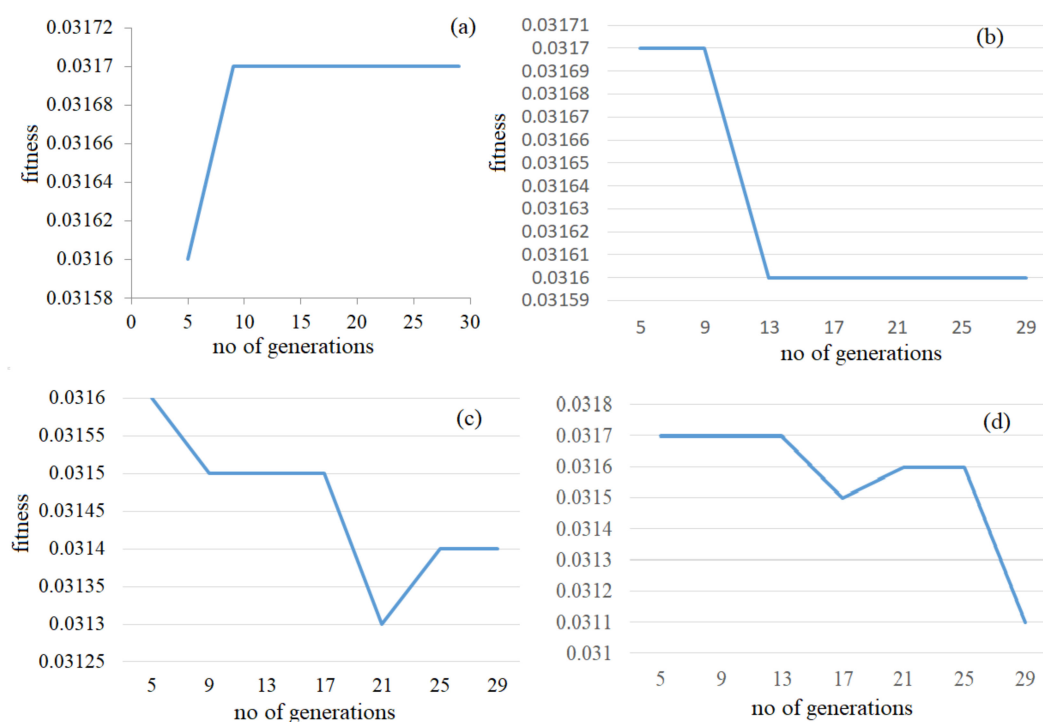 (a)
0.03172
0.0317
0.03168
0.03166
0.03164
0.03162
0.0316
0.03158
fitness
0 5 10 15 20 25 30
no of generations
(b)
0.03171
0.0317
0.03169
0.03168
0.03167
0.03166
0.03165
0.03164
0.03163
0.03162
0.03161
0.0316
0.03159
fitness
5 9 13 17 21 25 29
no of generations
(c)
0.0316
0.03155
0.0315
0.03145
0.0314
0.03135
0.0313
0.03125
fitness
5 9 13 17 21 25 29
no of generations
(d)
0.0318
0.0317
0.0316
0.0315
0.0314
0.0313
0.0312
0.0311
0.031
5 9 13 17 21 25 29
no of generations